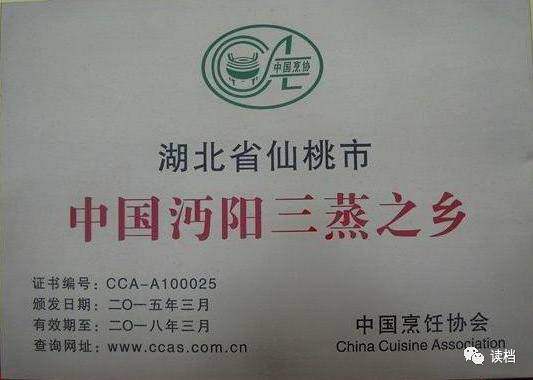 中国烹协
湖北省仙桃市
中国沔阳三蒸之乡
证书编号：CCA-A100025
颁发日期：二〇一五年三月
有效期至：二〇一八年三月
查询网址：www.ccas.com.cn
中国烹饪协会
China Cuisine Association
读档